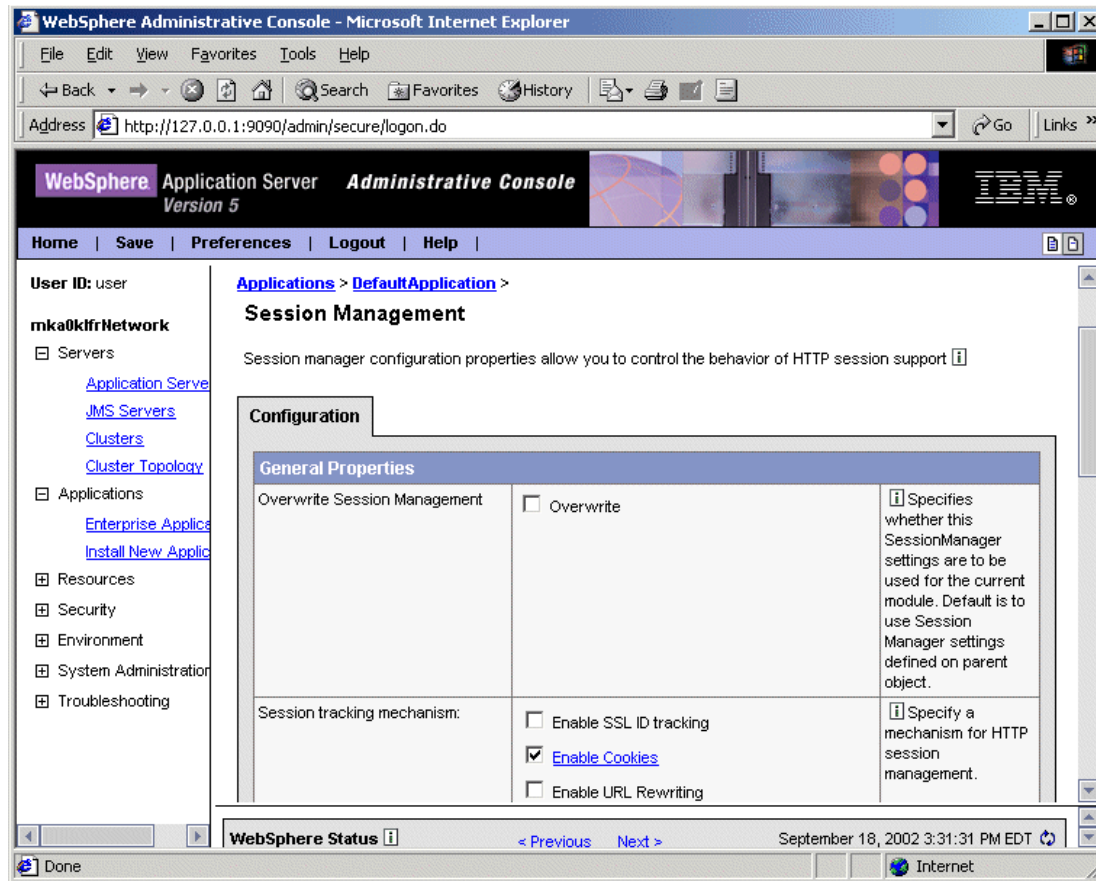 WebSphere Administrative Console - Microsoft Internet Explorer
File Edit View Favorites Tools Help
Back Search Favorites History
Address http://127.0.0.1:9090/admin/secure/logon.do Go Links »
WebSphere Application Server Administrative Console
Version 5
IBM®
Home | Save | Preferences | Logout | Help |
User ID: user
mka0klfrNetwork
Servers
Application Serve
JMS Servers
Clusters
Cluster Topology
Applications
Enterprise Applica
Install New Applic
Resources
Security
Environment
System Administration
Troubleshooting
Applications > DefaultApplication >
Session Management
Session manager configuration properties allow you to control the behavior of HTTP session support i
Configuration
General Properties
Overwrite Session Management
Overwrite
i Specifies
whether this
SessionManager
settings are to be
used for the current
module. Default is to
use Session
Manager settings
defined on parent
object.
Session tracking mechanism:
Enable SSL ID tracking
Enable Cookies
Enable URL Rewriting
i Specify a
mechanism for HTTP
session
management.
WebSphere Status i < Previous Next > September 18, 2002 3:31:31 PM EDT
Done Internet